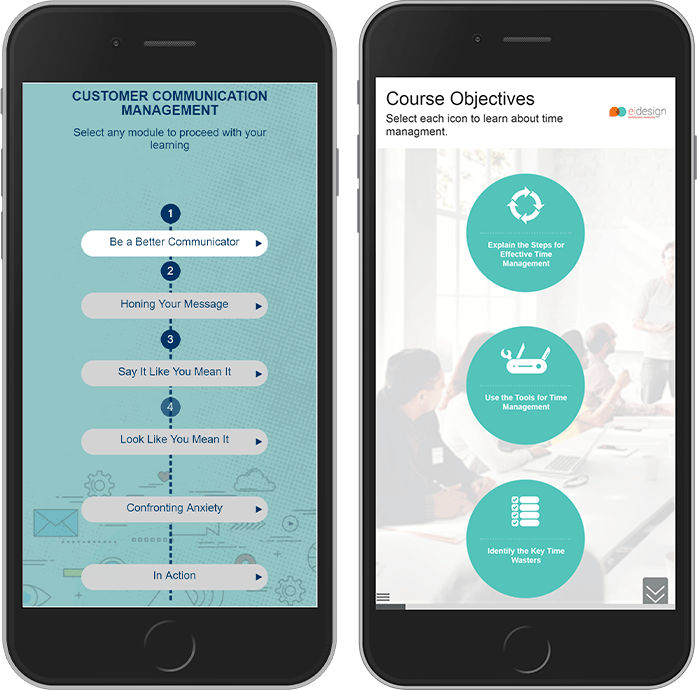 CUSTOMER COMMUNICATION
MANAGEMENT
Select any module to proceed with your
learning
1
Be a Better Communicator
2
Honing Your Message
3
Say It Like You Mean It
4
Look Like You Mean It
Confronting Anxiety
In Action
Course Objectives
Select each icon to learn about time
managment.
eidesign
Explain the Steps for
Effective Time
Management
Use the Tools for Time
Management
Identify the Key Time
Wasters